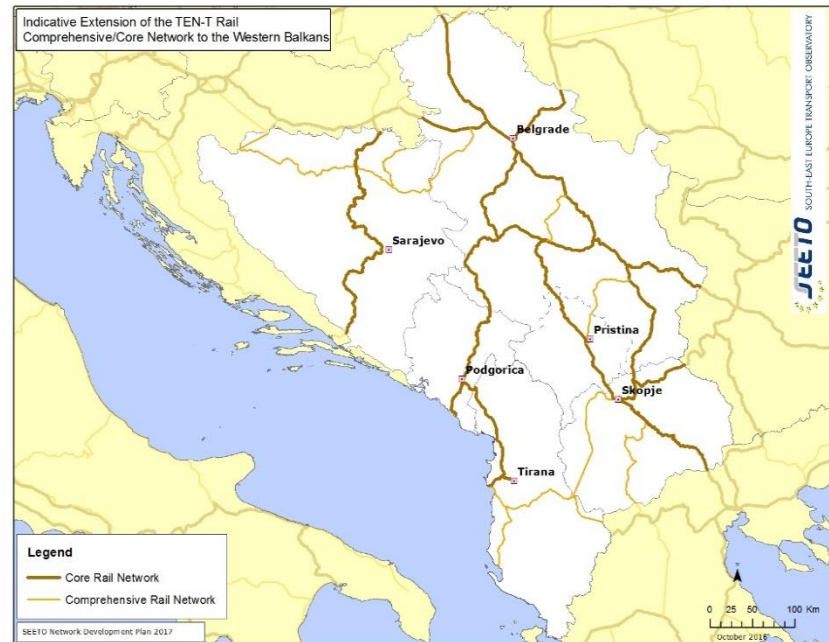 Indicative Extension of the TEN-T Rail
Comprehensive/Core Network to the Western Balkans
SEETO SOUTH-EAST EUROPE TRANSPORT OBSERVATORY
Belgrade
Sarajevo
Pristina
Podgorica
Skopje
Tirana
Legend
Core Rail Network
Comprehensive Rail Network
0 25 50 100 Km
October 2016
SEETO Network Development Plan 2017